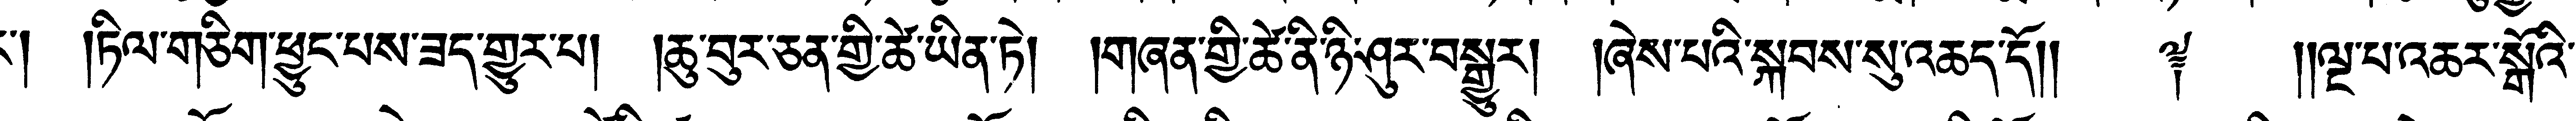 ར། །ཏིལ་གཅིག་ཕྱུང་པས་ཟད་གྱུར་པ། །ཆུ་བུར་ཅན་གྱི་ཚེ་ཡིན་ཏེ། །གཞན་གྱི་ཚེ་ནི་ཉི་ཤུར་བསྒྱུར། །ཞེས་པའི་སྐབས་སུ་འཆད་དོ།། ༈ །།ལྔ་པ་འཆར་སྒོའི་